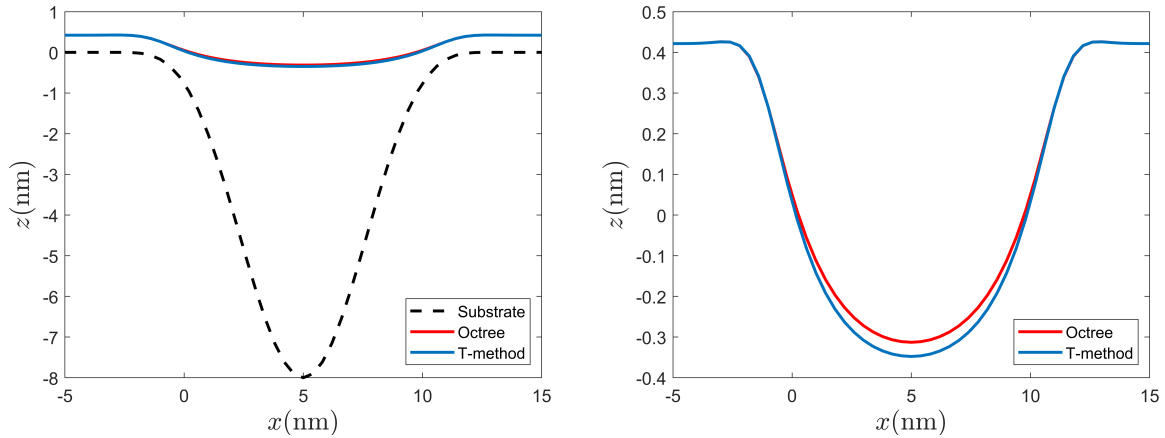 1
0
-1
-2
-3
-4
-5
-6
-7
-8
z(nm)
-5 0 5 10 15
x(nm)
Substrate
Octree
T-method
0.5
0.4
0.3
0.2
0.1
0
-0.1
-0.2
-0.3
-0.4
z(nm)
-5 0 5 10 15
x(nm)
Octree
T-method